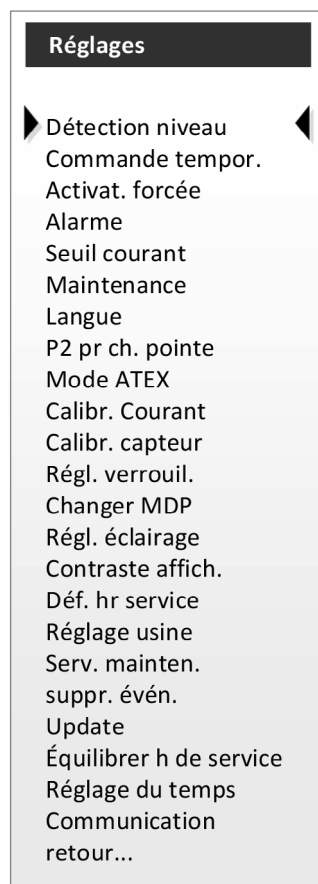 Réglages
Détection niveau
Commande tempor.
Activat. forcée
Alarme
Seuil courant
Maintenance
Langue
P2 pr ch. pointe
Mode ATEX
Calibr. Courant
Calibr. capteur
Régl. verrouil.
Changer MDP
Régl. éclairage
Contraste affich.
Déf. hr service
Réglage usine
Serv. mainten.
suppr. évén.
Update
Équilibrer h de service
Réglage du temps
Communication
retour...